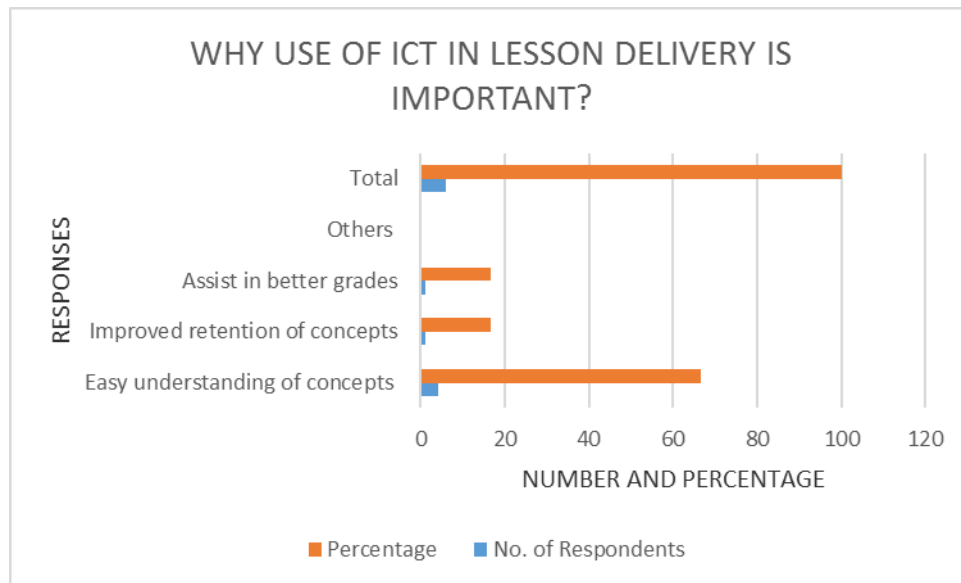 WHY USE OF ICT IN LESSON DELIVERY IS
IMPORTANT?
RESPONSES
Total
Others
Assist in better grades
Improved retention of concepts
Easy understanding of concepts
0 20 40 60 80 100 120
NUMBER AND PERCENTAGE
Percentage No. of Respondents